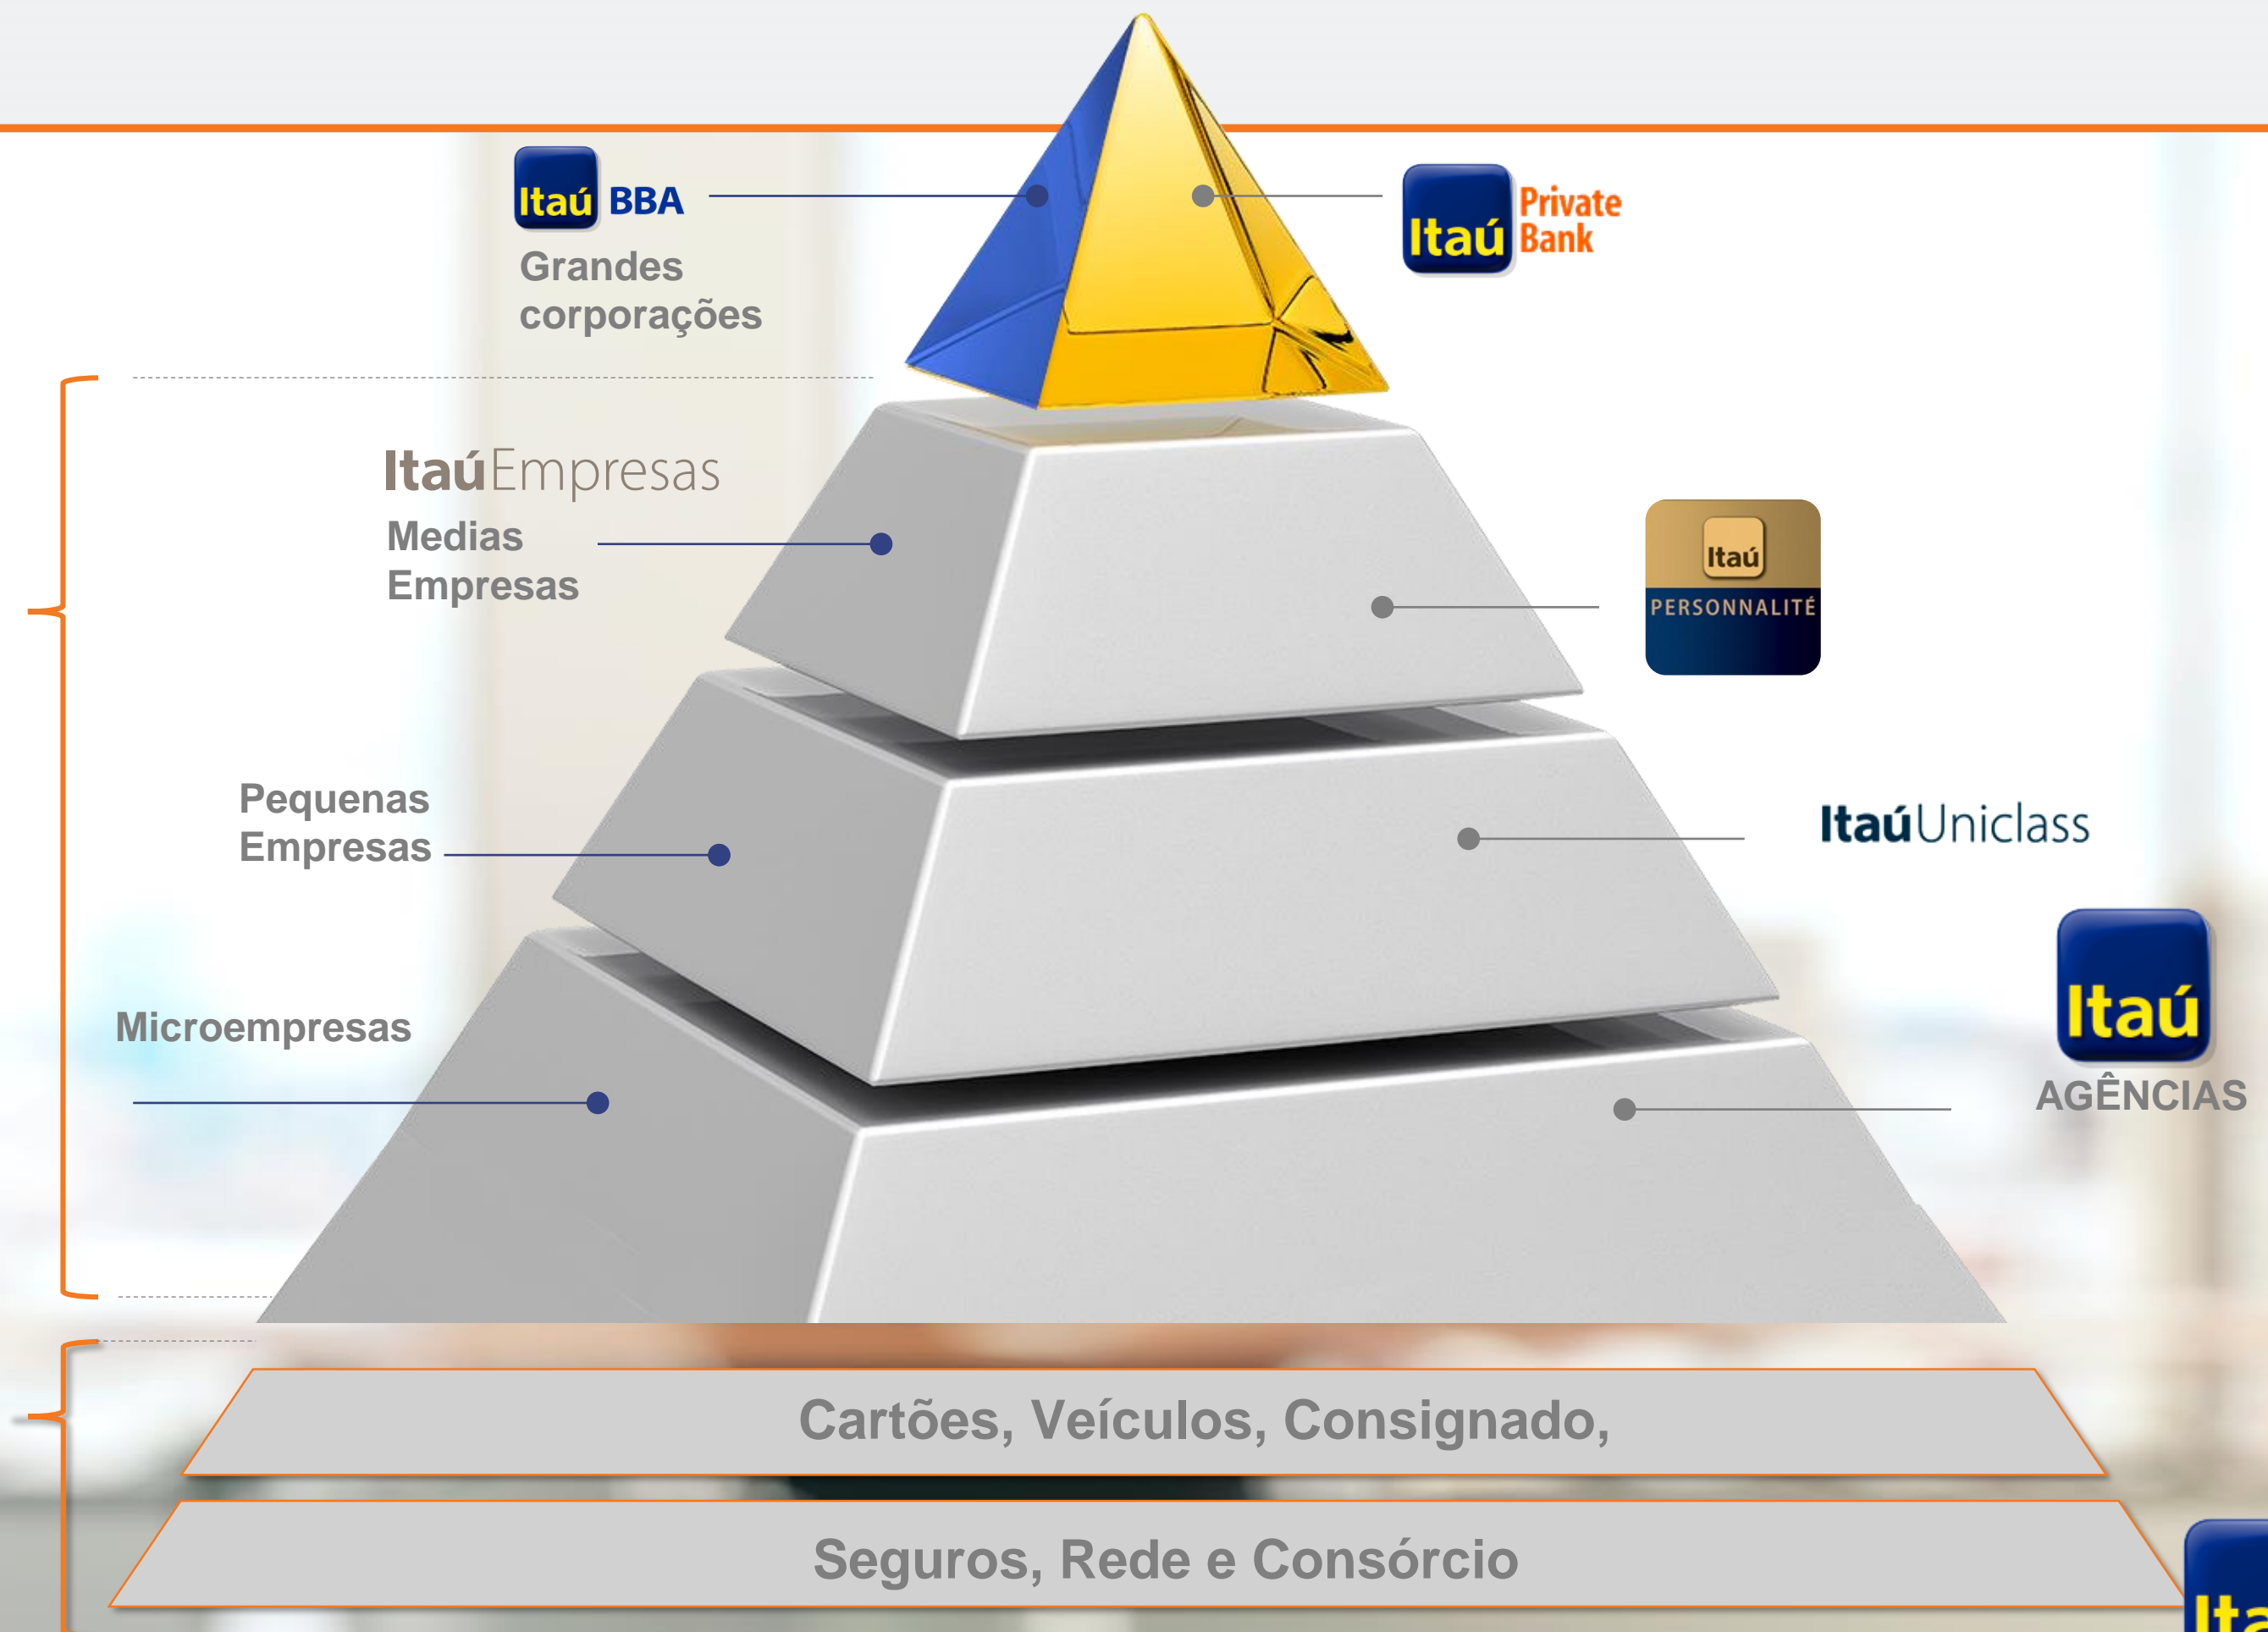 Itaú BBA
Grandes
corporações
Itaú Private
Bank
ItaúEmpresas
Medias
Empresas
Itaú
PERSONNALITÉ
Pequenas
Empresas
ItaúUniclass
Microempresas
Itaú
AGÊNCIAS
Cartões, Veículos, Consignado,
Seguros, Rede e Consórcio